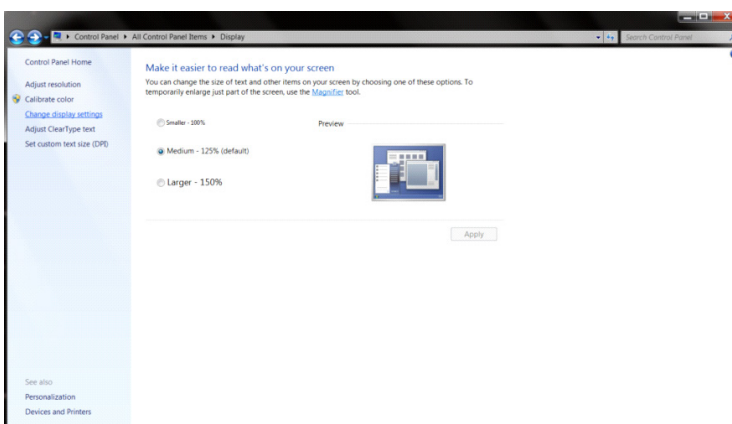 Control Panel ▸ All Control Panel Items ▸ Display
Search Control Panel
Control Panel Home
Adjust resolution
Calibrate color
Change display settings
Adjust ClearType text
Set custom text size (DPI)
Make it easier to read what's on your screen
You can change the size of text and other items on your screen by choosing one of these options. To
temporarily enlarge just part of the screen, use the Magnifier tool.
Smaller - 100%
Preview
Medium - 125% (default)
Larger - 150%
Apply
See also
Personalization
Devices and Printers